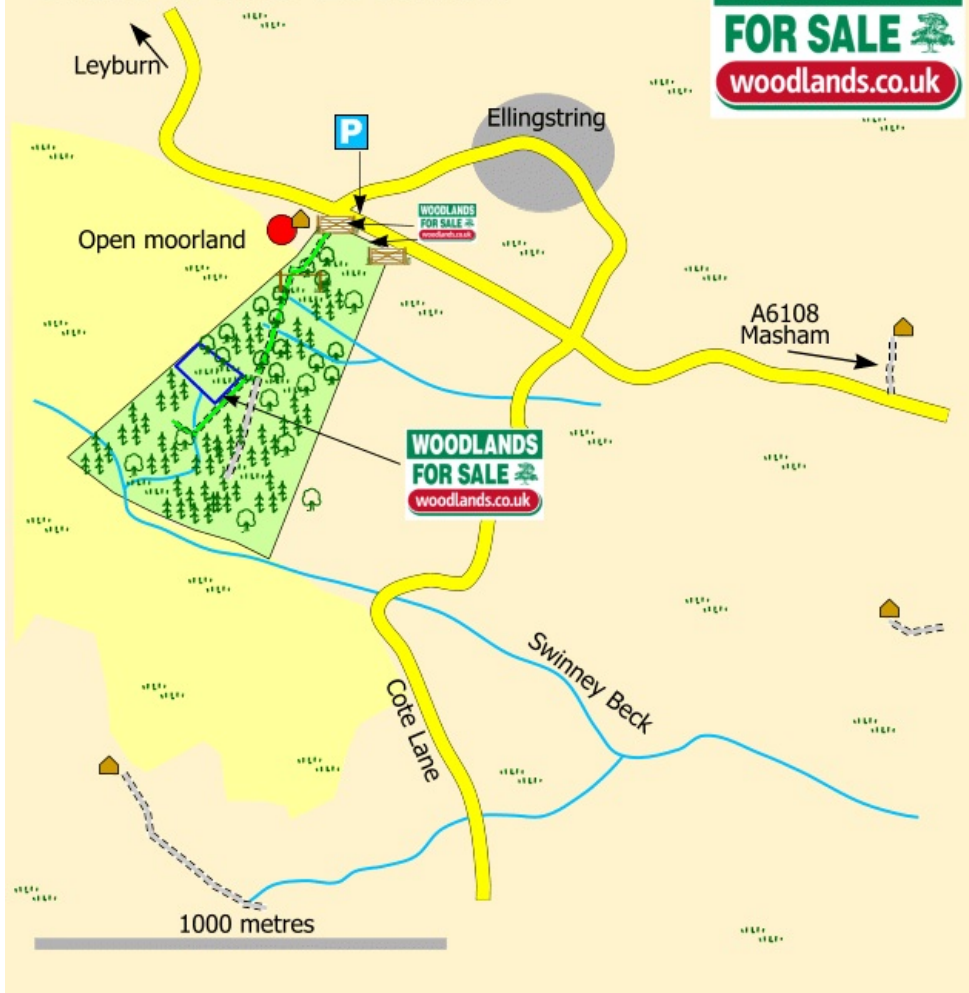 FOR SALE
woodlands.co.uk
Leyburn
P
Ellingstring
WOODLANDS
FOR SALE
woodlands.co.uk
Open moorland
A6108
Masham
WOODLANDS
FOR SALE
woodlands.co.uk
Swinney Beck
Cote Lane
1000 metres